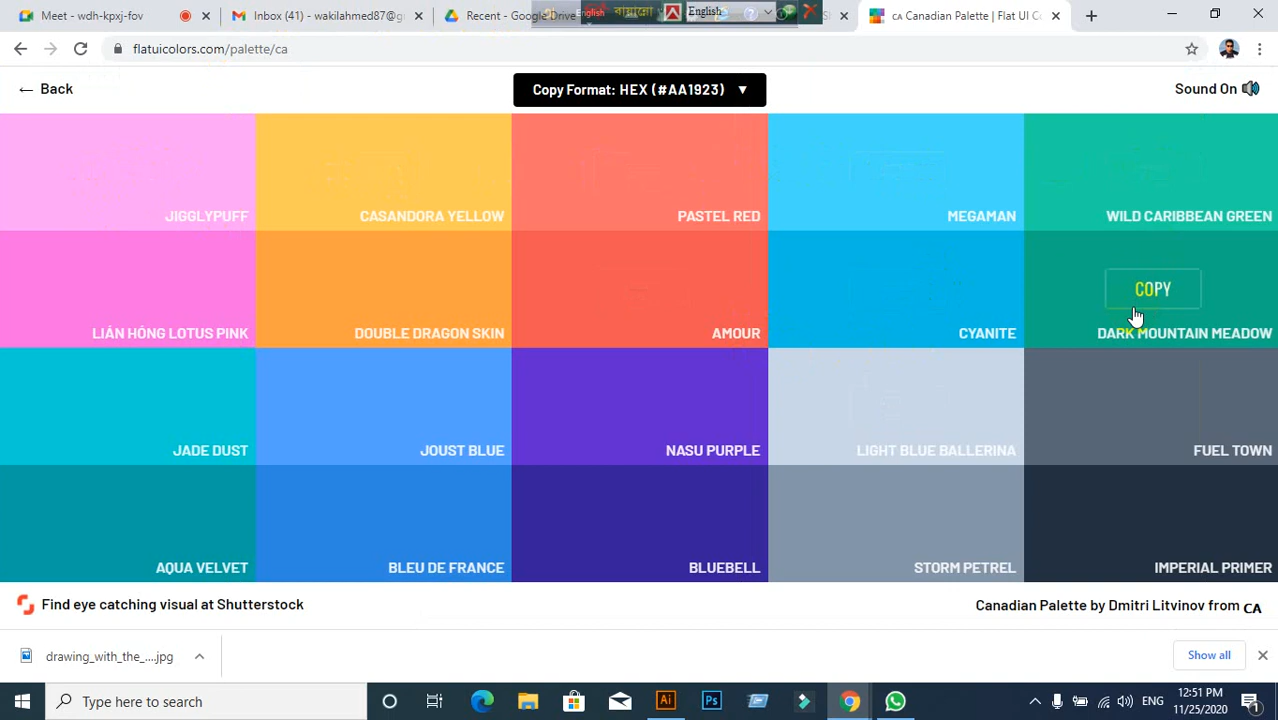 Meet - wdh-kpxj-fov
Inbox (41) - wakilahmed87@g
Recent - Google Drive
English
বায়ান্নো
English
CA Canadian Palette | Flat UI Co
flatuicolors.com/palette/ca
← Back
Copy Format: HEX (#AA1923) ▼
Sound On
JIGGLYPUFF
CASANDORA YELLOW
PASTEL RED
MEGAMAN
WILD CARIBBEAN GREEN
COPY
LIÁN HÓNG LOTUS PINK
DOUBLE DRAGON SKIN
AMOUR
CYANITE
DARK MOUNTAIN MEADOW
JADE DUST
JOUST BLUE
NASU PURPLE
LIGHT BLUE BALLERINA
FUEL TOWN
AQUA VELVET
BLEU DE FRANCE
BLUEBELL
STORM PETREL
IMPERIAL PRIMER
Find eye catching visual at Shutterstock
Canadian Palette by Dmitri Litvinov from CA
drawing_with_the_....jpg
Show all
Type here to search
Ai
Ps
ENG
12:51 PM
11/25/2020
1